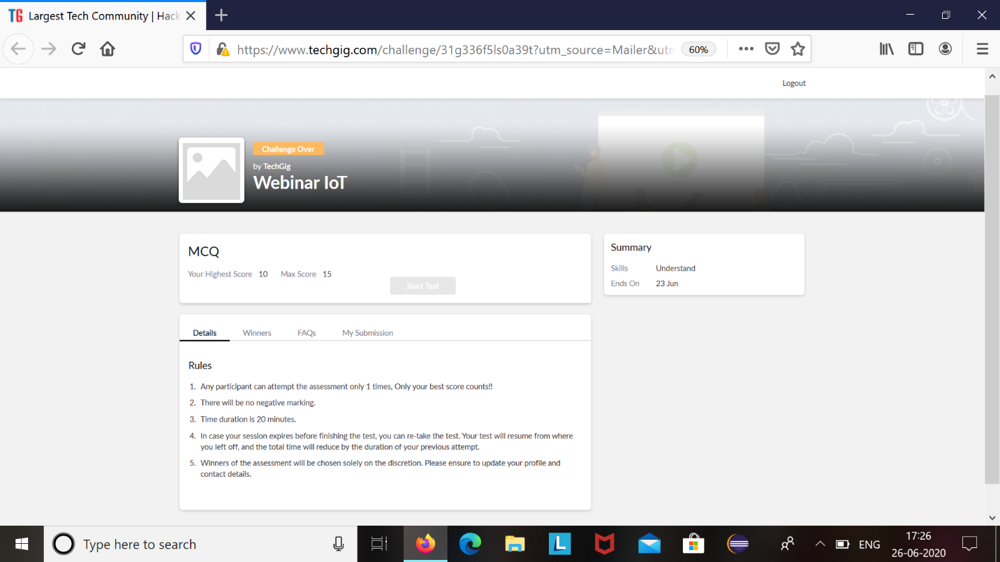 TG Largest Tech Community | Hack
https://www.techgig.com/challenge/31g336f5ls0a39t?utm_source=Mailer&utm 60%
Logout
Challenge Over
by TechGig
Webinar IoT
MCQ
Your Highest Score 10 Max Score 15
Start Test
Summary
Skills Understand
Ends On 23 Jun
Details Winners FAQs My Submission
Rules
1. Any participant can attempt the assessment only 1 times, Only your best score counts!!
2. There will be no negative marking.
3. Time duration is 20 minutes.
4. In case your session expires before finishing the test, you can re-take the test. Your test will resume from where
you left off, and the total time will reduce by the duration of your previous attempt.
5. Winners of the assessment will be chosen solely on the discretion. Please ensure to update your profile and
contact details.
Type here to search
L
ENG
17:26
26-06-2020